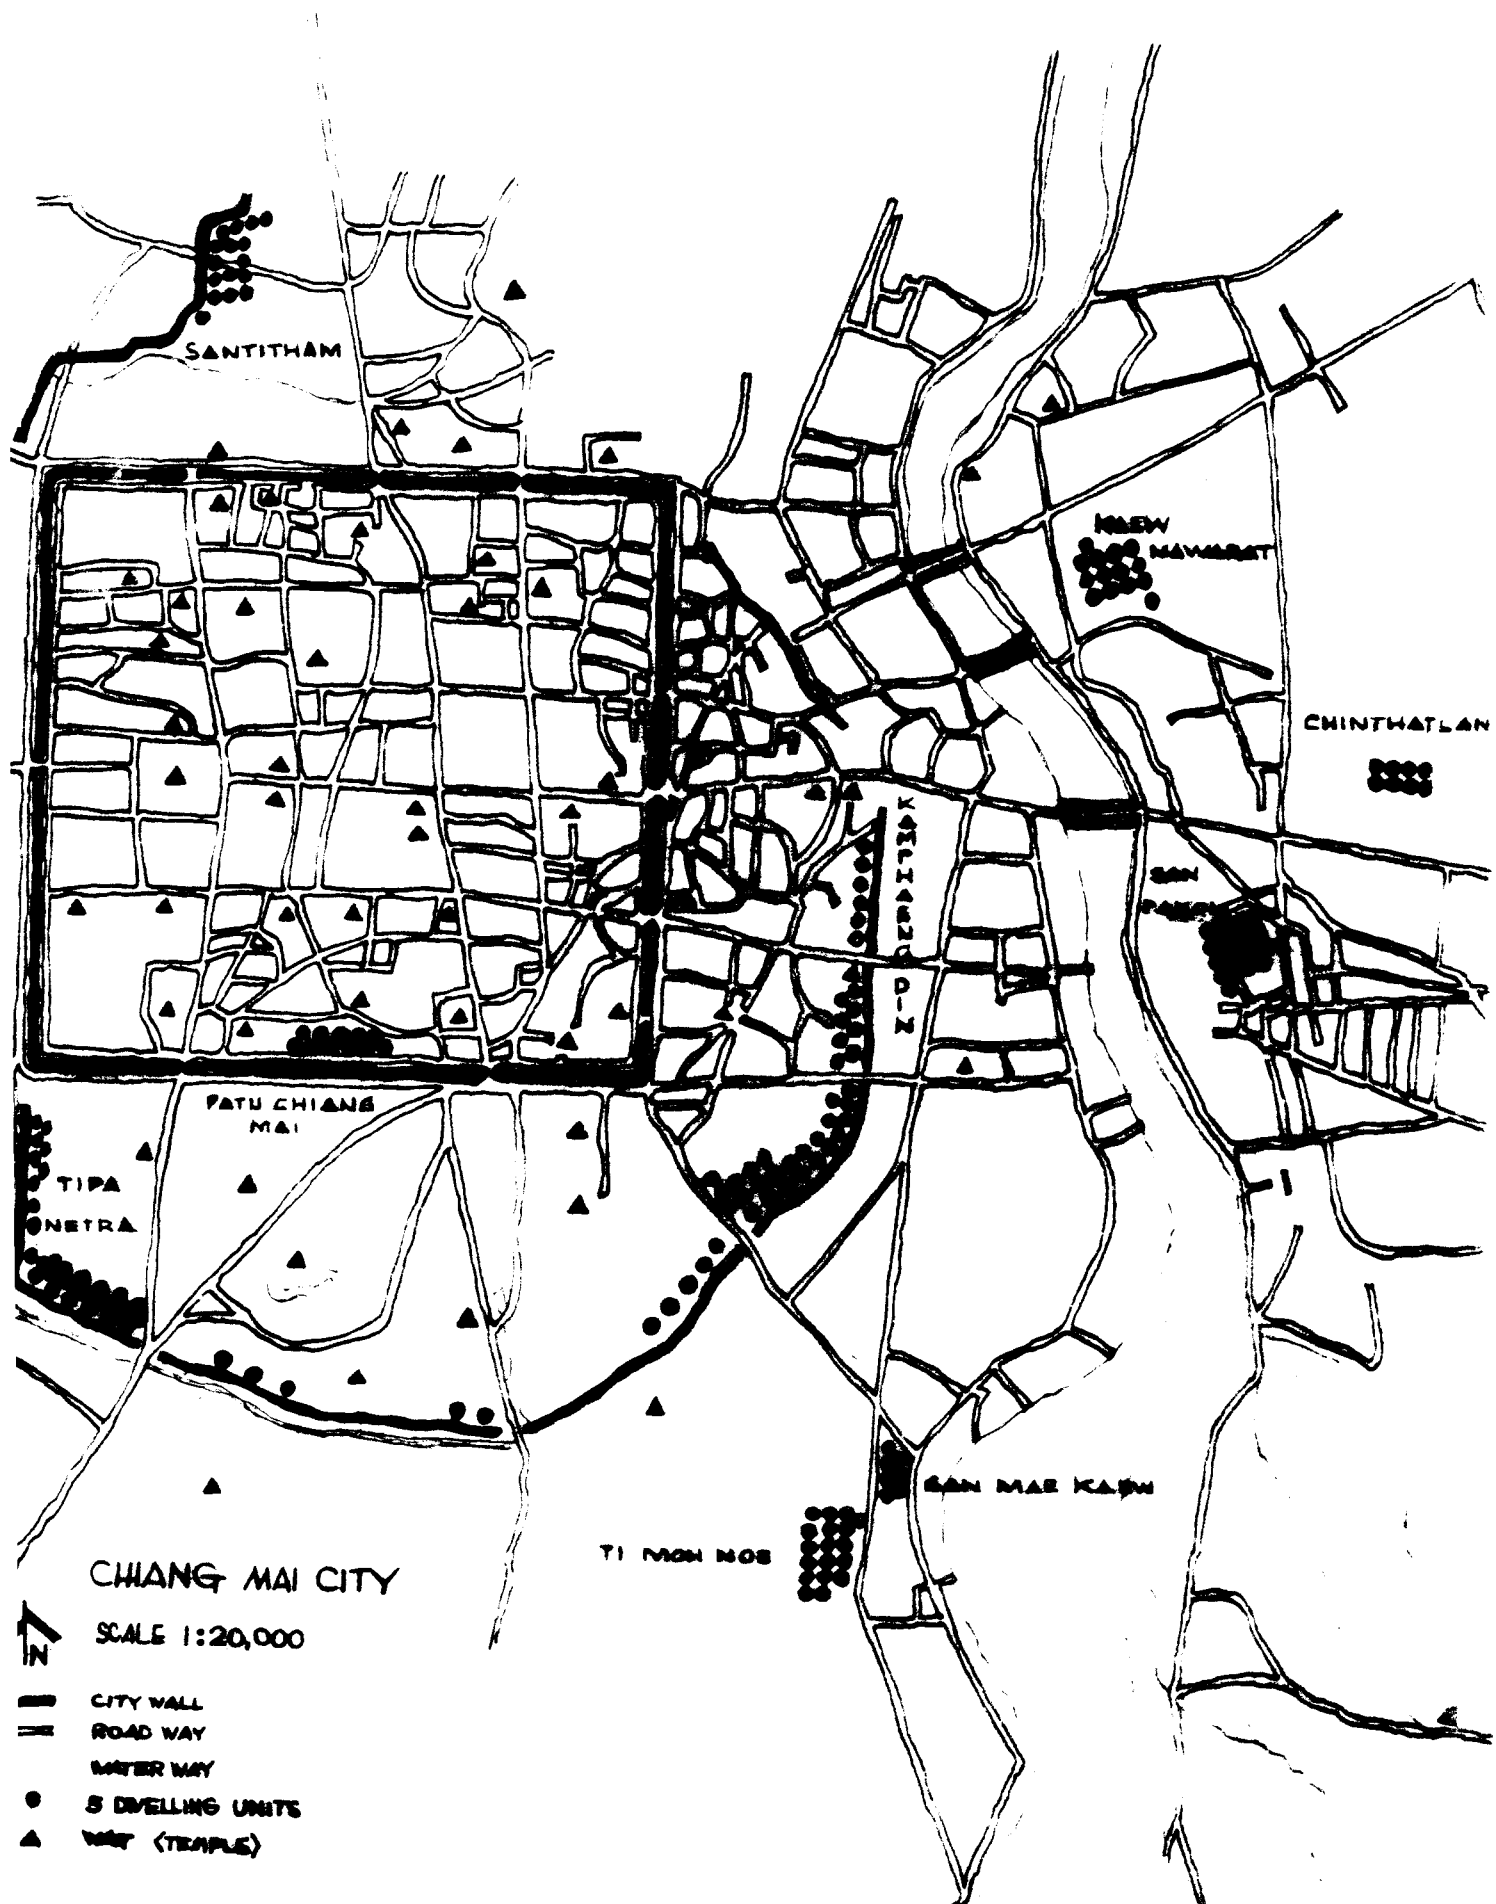 SANTITHAM
KAEW
NAWARAT
CHINTHATLAN
KAMPHAENG DIN
SAN
PATU CHIANG
MAI
TIPA
NETRA
SAN MAE KAEW
TI MOH NOE
CHIANG MAI CITY
N
SCALE 1:20,000
CITY WALL
ROAD WAY
WATER WAY
5 DWELLING UNITS
WAT (TEMPLE)